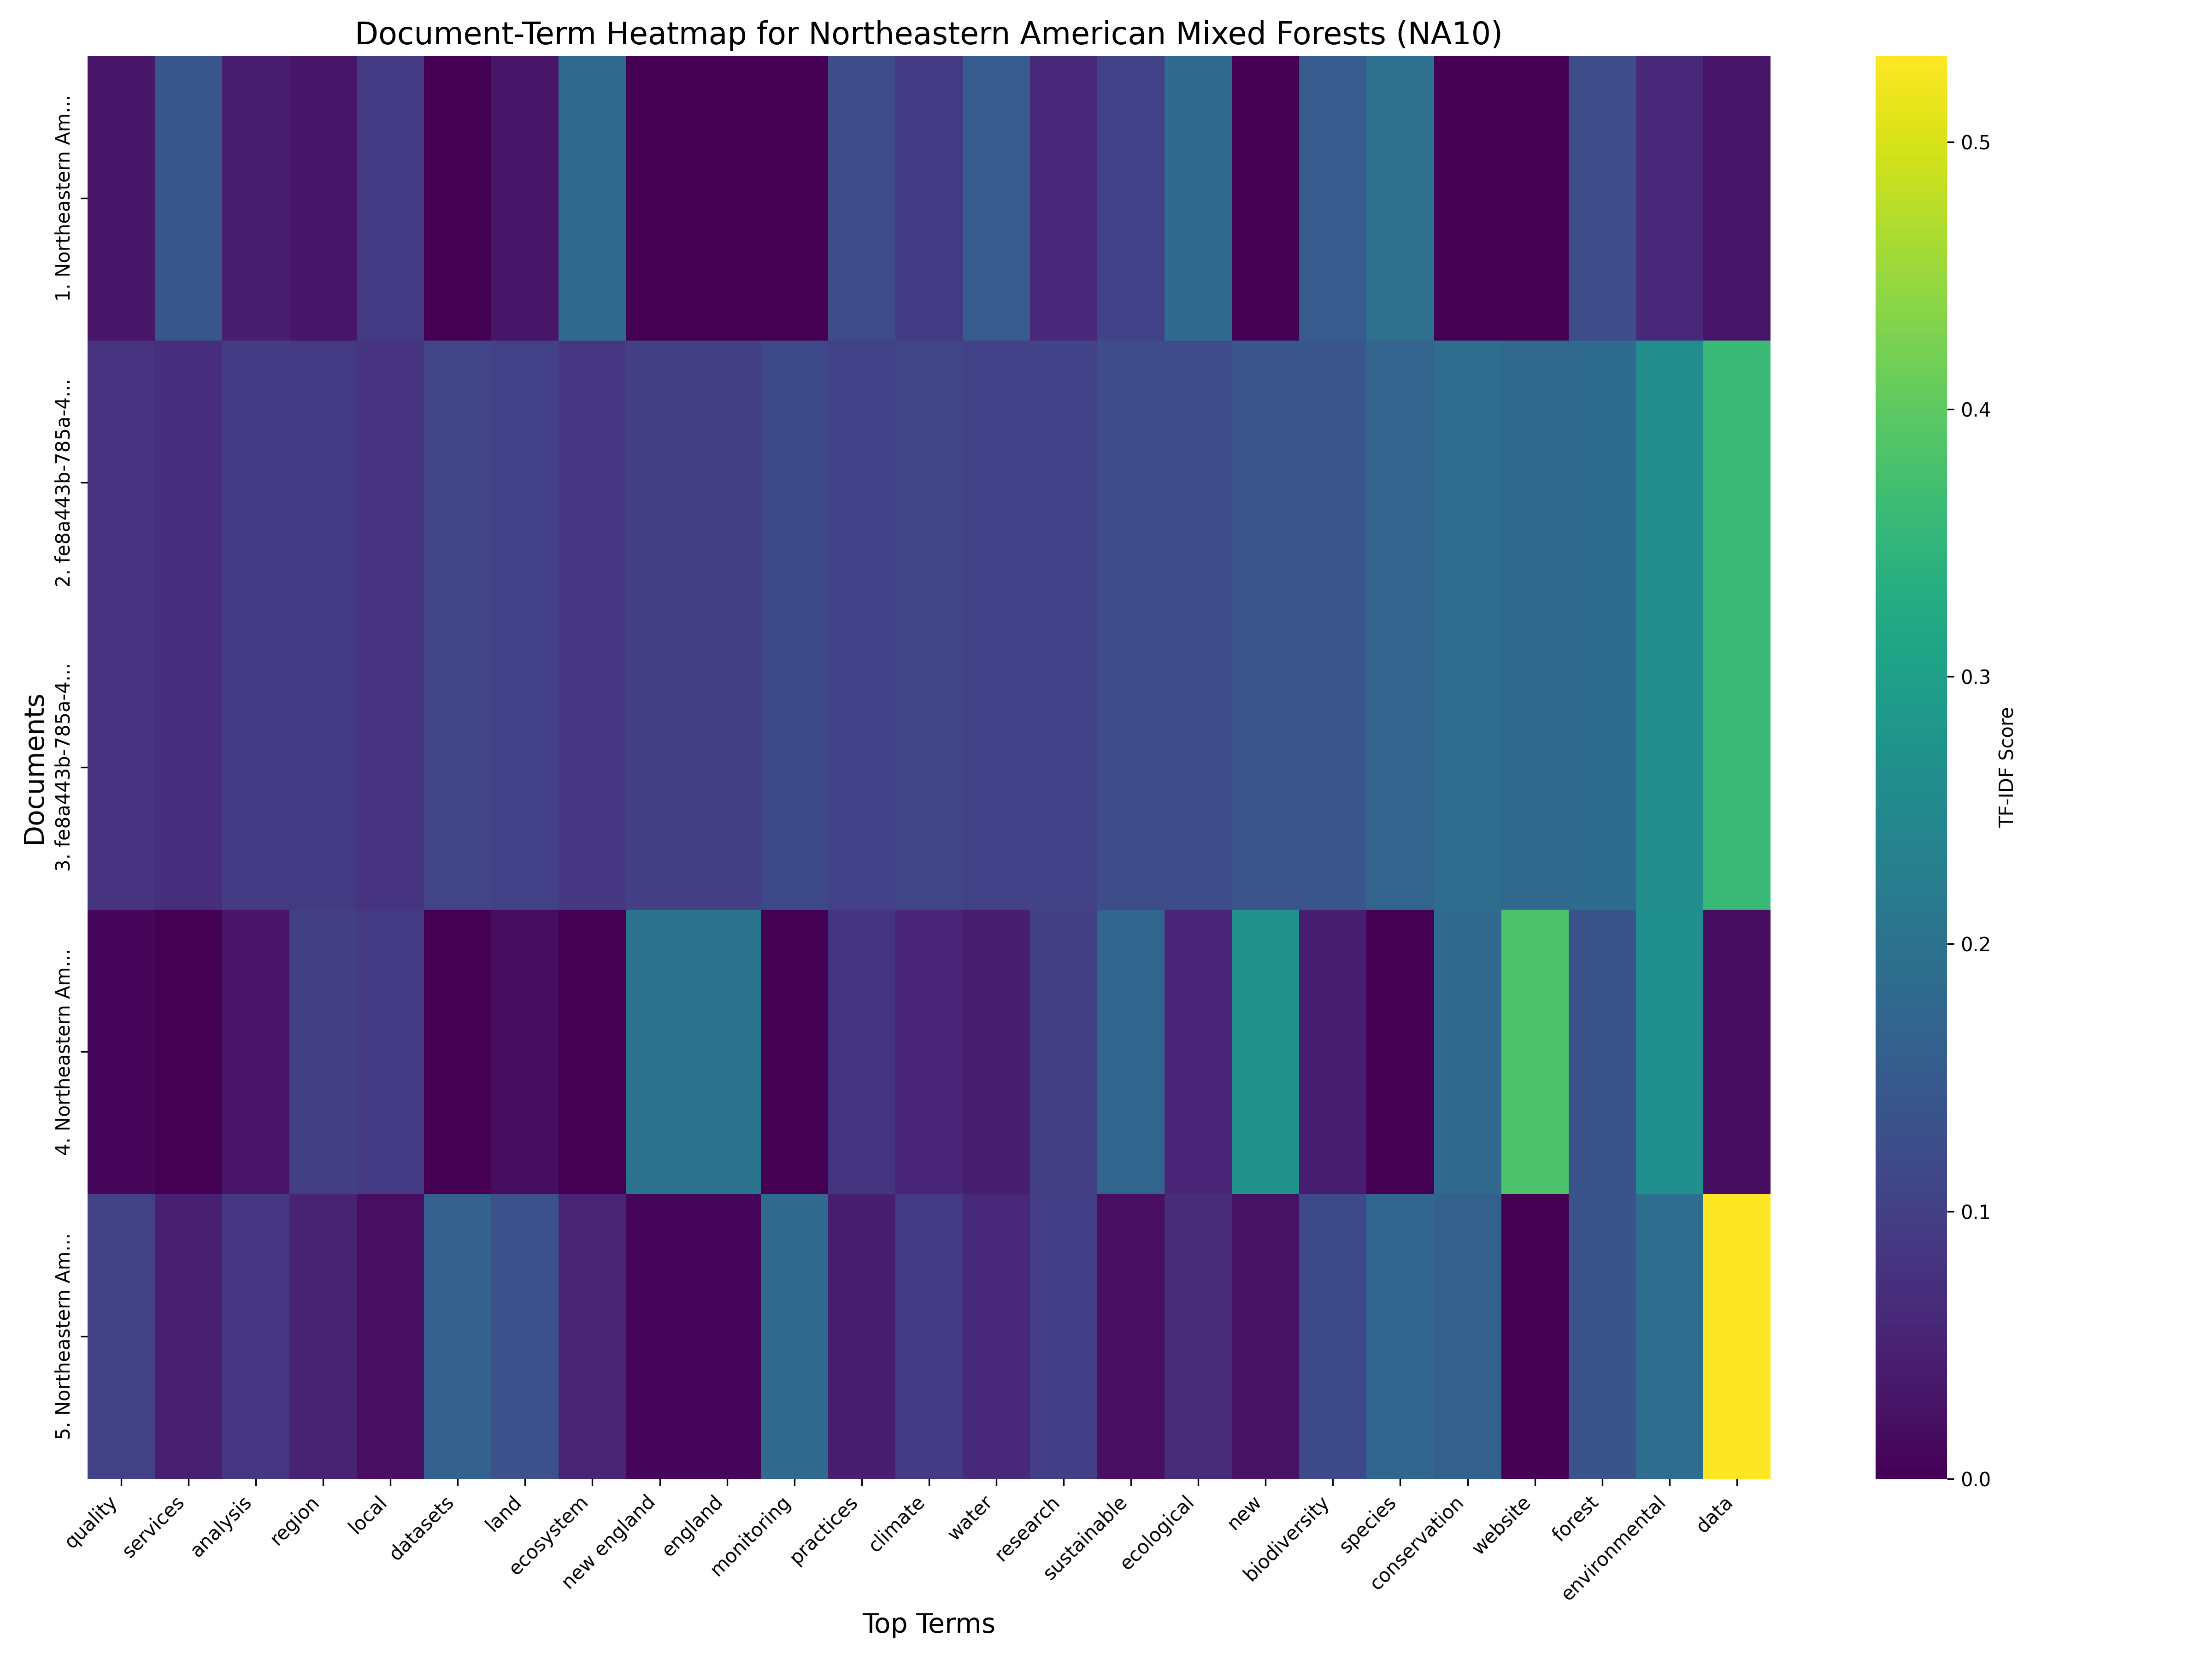 Document-Term Heatmap for Northeastern American Mixed Forests (NA10)
Documents
1. Northeastern Am...
2. fe8a443b-785a-4...
3. fe8a443b-785a-4...
4. Northeastern Am...
5. Northeastern Am...
quality
services
analysis
region
local
datasets
land
ecosystem
new england
england
monitoring
practices
climate
water
research
sustainable
ecological
new
biodiversity
species
conservation
website
forest
environmental
data
Top Terms
0.5
0.4
0.3
0.2
0.1
0.0
TF-IDF Score